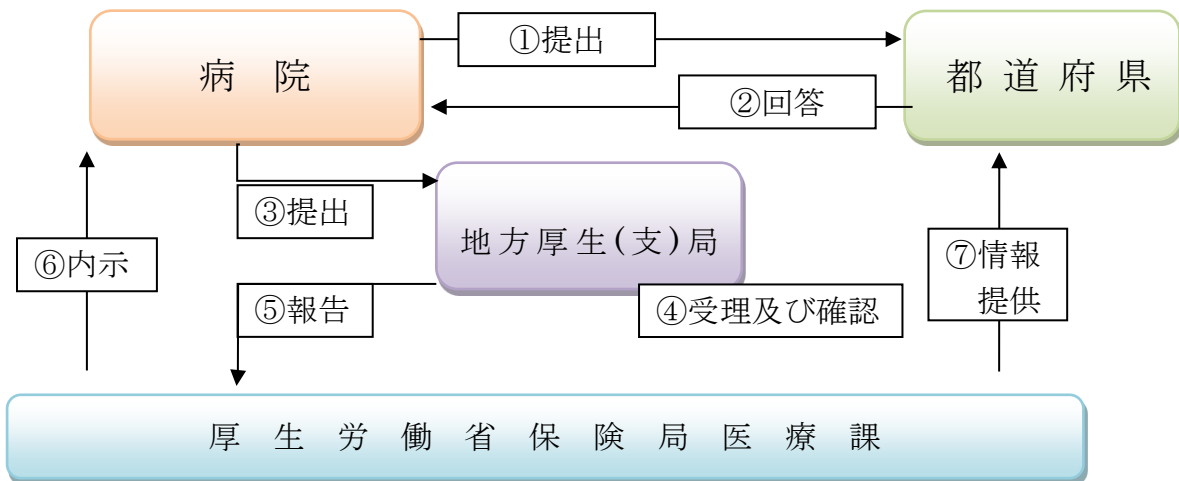 ①提出
病院
都道府県
②回答
③提出
地方厚生(支)局
⑥内示
⑦情報
提供
⑤報告
④受理及び確認
厚生労働省保険局医療課